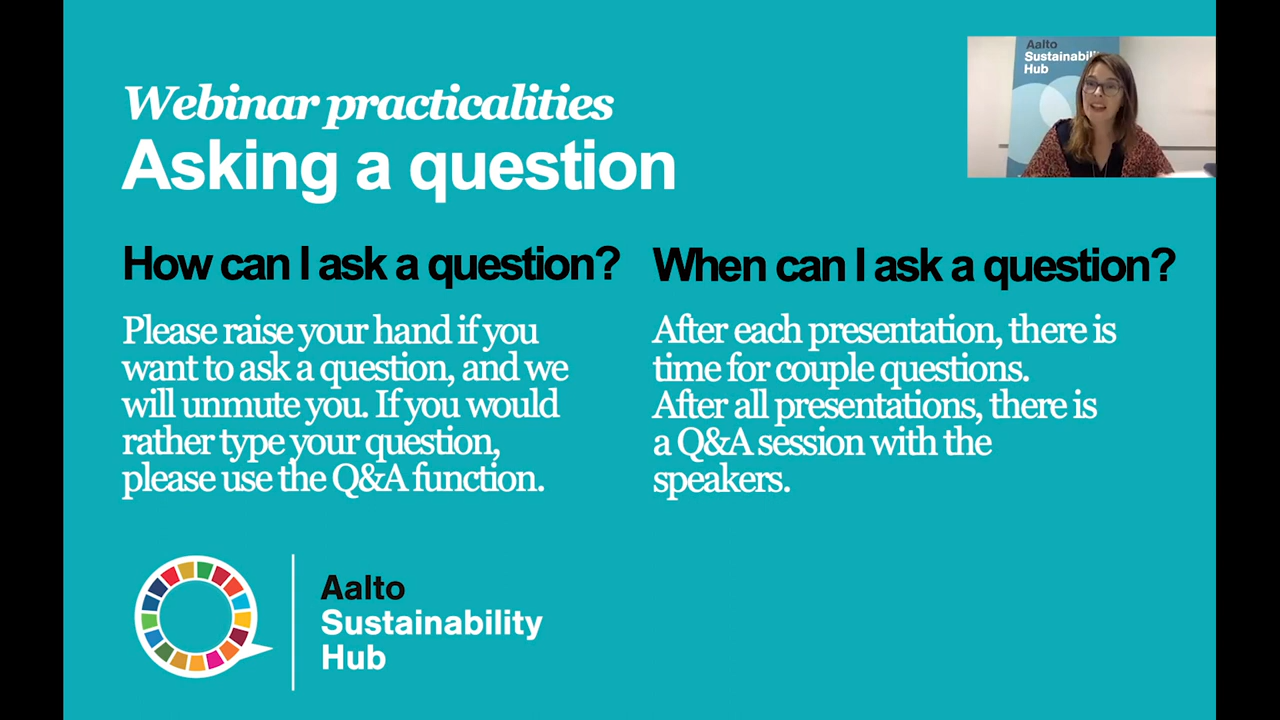 Webinar practicalities
Asking a question
Aalto
Sustainability
Hub
How can I ask a question?
Please raise your hand if you
want to ask a question, and we
will unmute you. If you would
rather type your question,
please use the Q&A function.
When can I ask a question?
After each presentation, there is
time for couple questions.
After all presentations, there is
a Q&A session with the
speakers.
Aalto
Sustainability
Hub